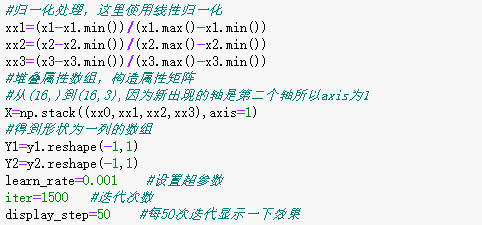 #归一化处理，这里使用线性归一化
xx1=(x1-x1.min())/(x1.max()-x1.min())
xx2=(x2-x2.min())/(x2.max()-x2.min())
xx3=(x3-x3.min())/(x3.max()-x3.min())
#堆叠属性数组，构造属性矩阵
#从(16,)到(16,3),因为新出现的轴是第二个轴所以axis为1
X=np.stack((xx0,xx1,xx2,xx3),axis=1)
#得到形状为一列的数组
Y1=y1.reshape(-1,1)
Y2=y2.reshape(-1,1)
learn_rate=0.001    #设置超参数
iter=1500   #迭代次数
display_step=50    #每50次迭代显示一下效果